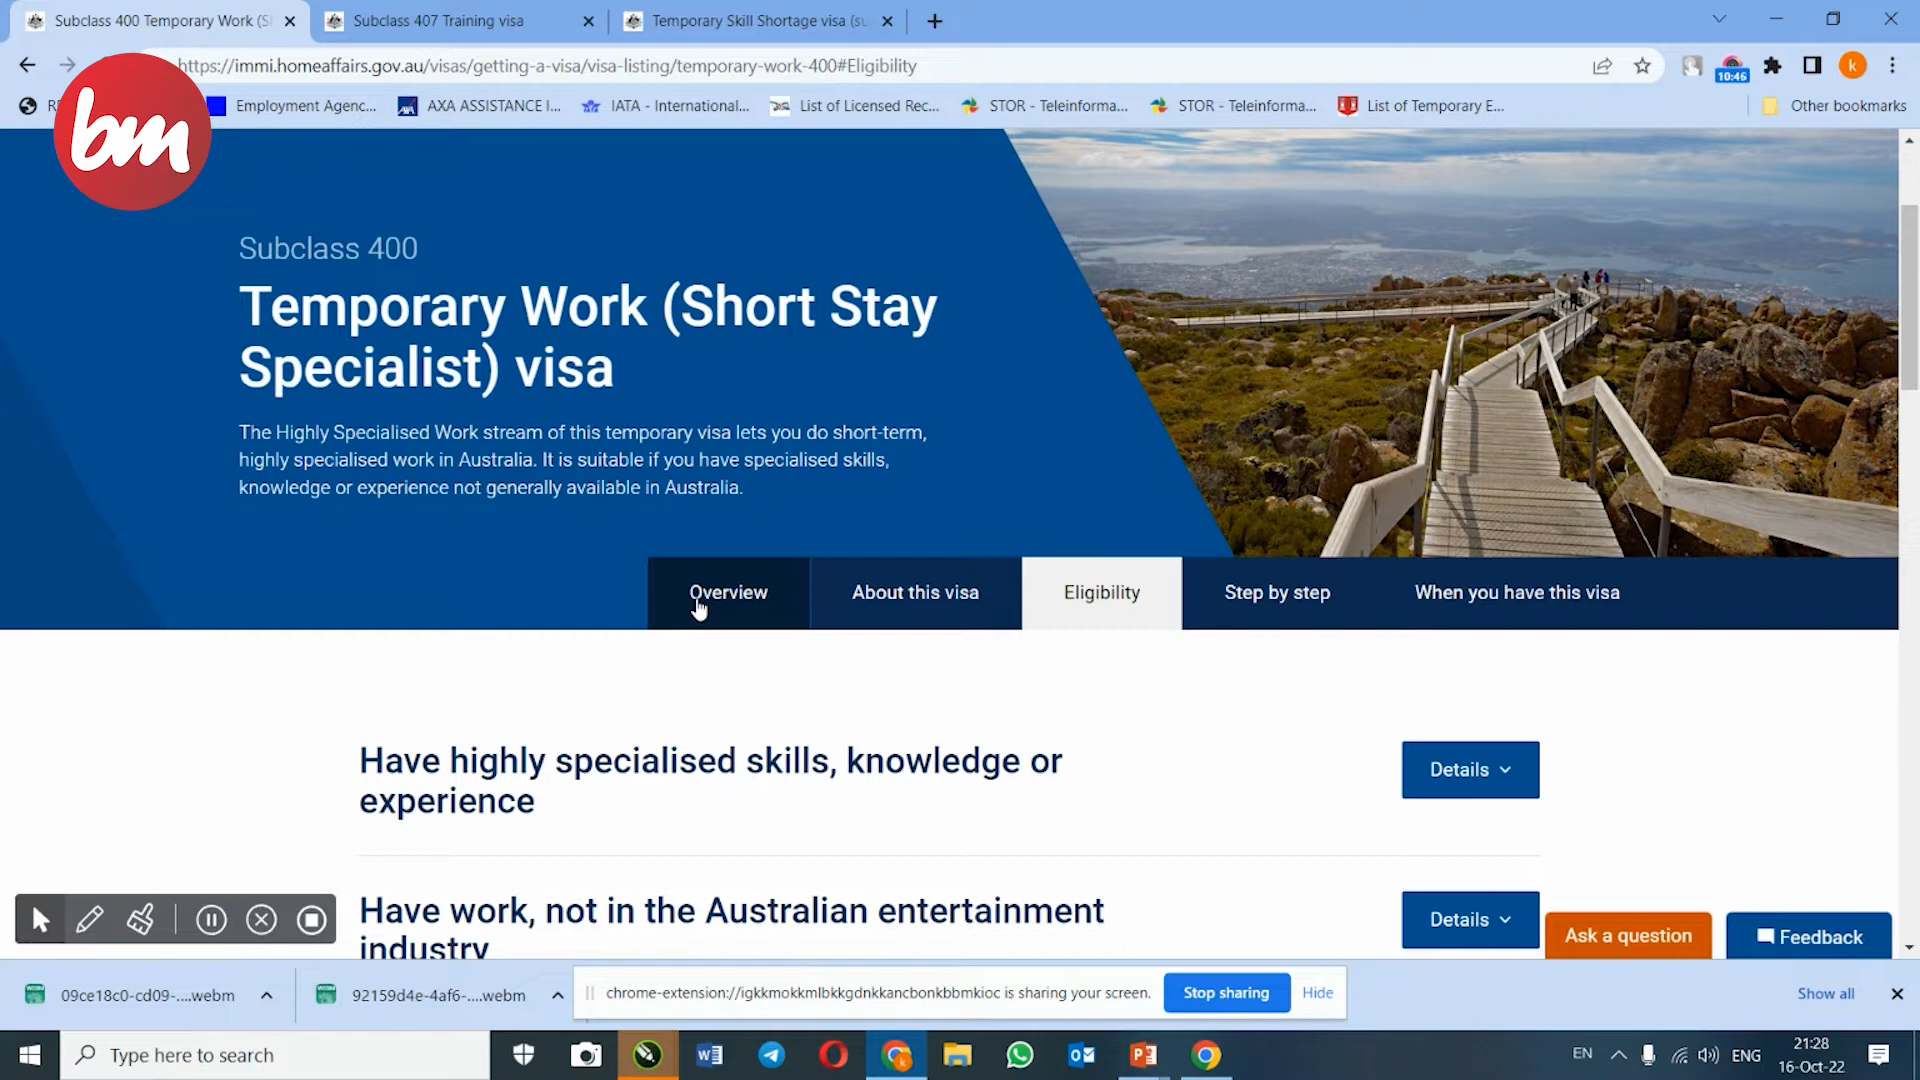 Subclass 400 Temporary Work (S
Subclass 407 Training visa
Temporary Skill Shortage visa (su
https://immi.homeaffairs.gov.au/visas/getting-a-visa/visa-listing/temporary-work-400#Eligibility
10:46
k
Employment Agenc...
AXA ASSISTANCE I...
IATA - International...
List of Licensed Rec...
STOR - Teleinforma...
STOR - Teleinforma...
List of Temporary E...
Other bookmarks
bm
Subclass 400
Temporary Work (Short Stay
Specialist) visa
The Highly Specialised Work stream of this temporary visa lets you do short-term,
highly specialised work in Australia. It is suitable if you have specialised skills,
knowledge or experience not generally available in Australia.
Overview
About this visa
Eligibility
Step by step
When you have this visa
Have highly specialised skills, knowledge or
experience
Details
Have work, not in the Australian entertainment
industry
Details
Ask a question
Feedback
09ce18c0-cd09-....webm
92159d4e-4af6-....webm
chrome-extension://igkkmokkmlbkkgdnkkancbonkbbmkioc is sharing your screen.
Stop sharing
Hide
Show all
Type here to search
EN
ENG
21:28
16-Oct-22